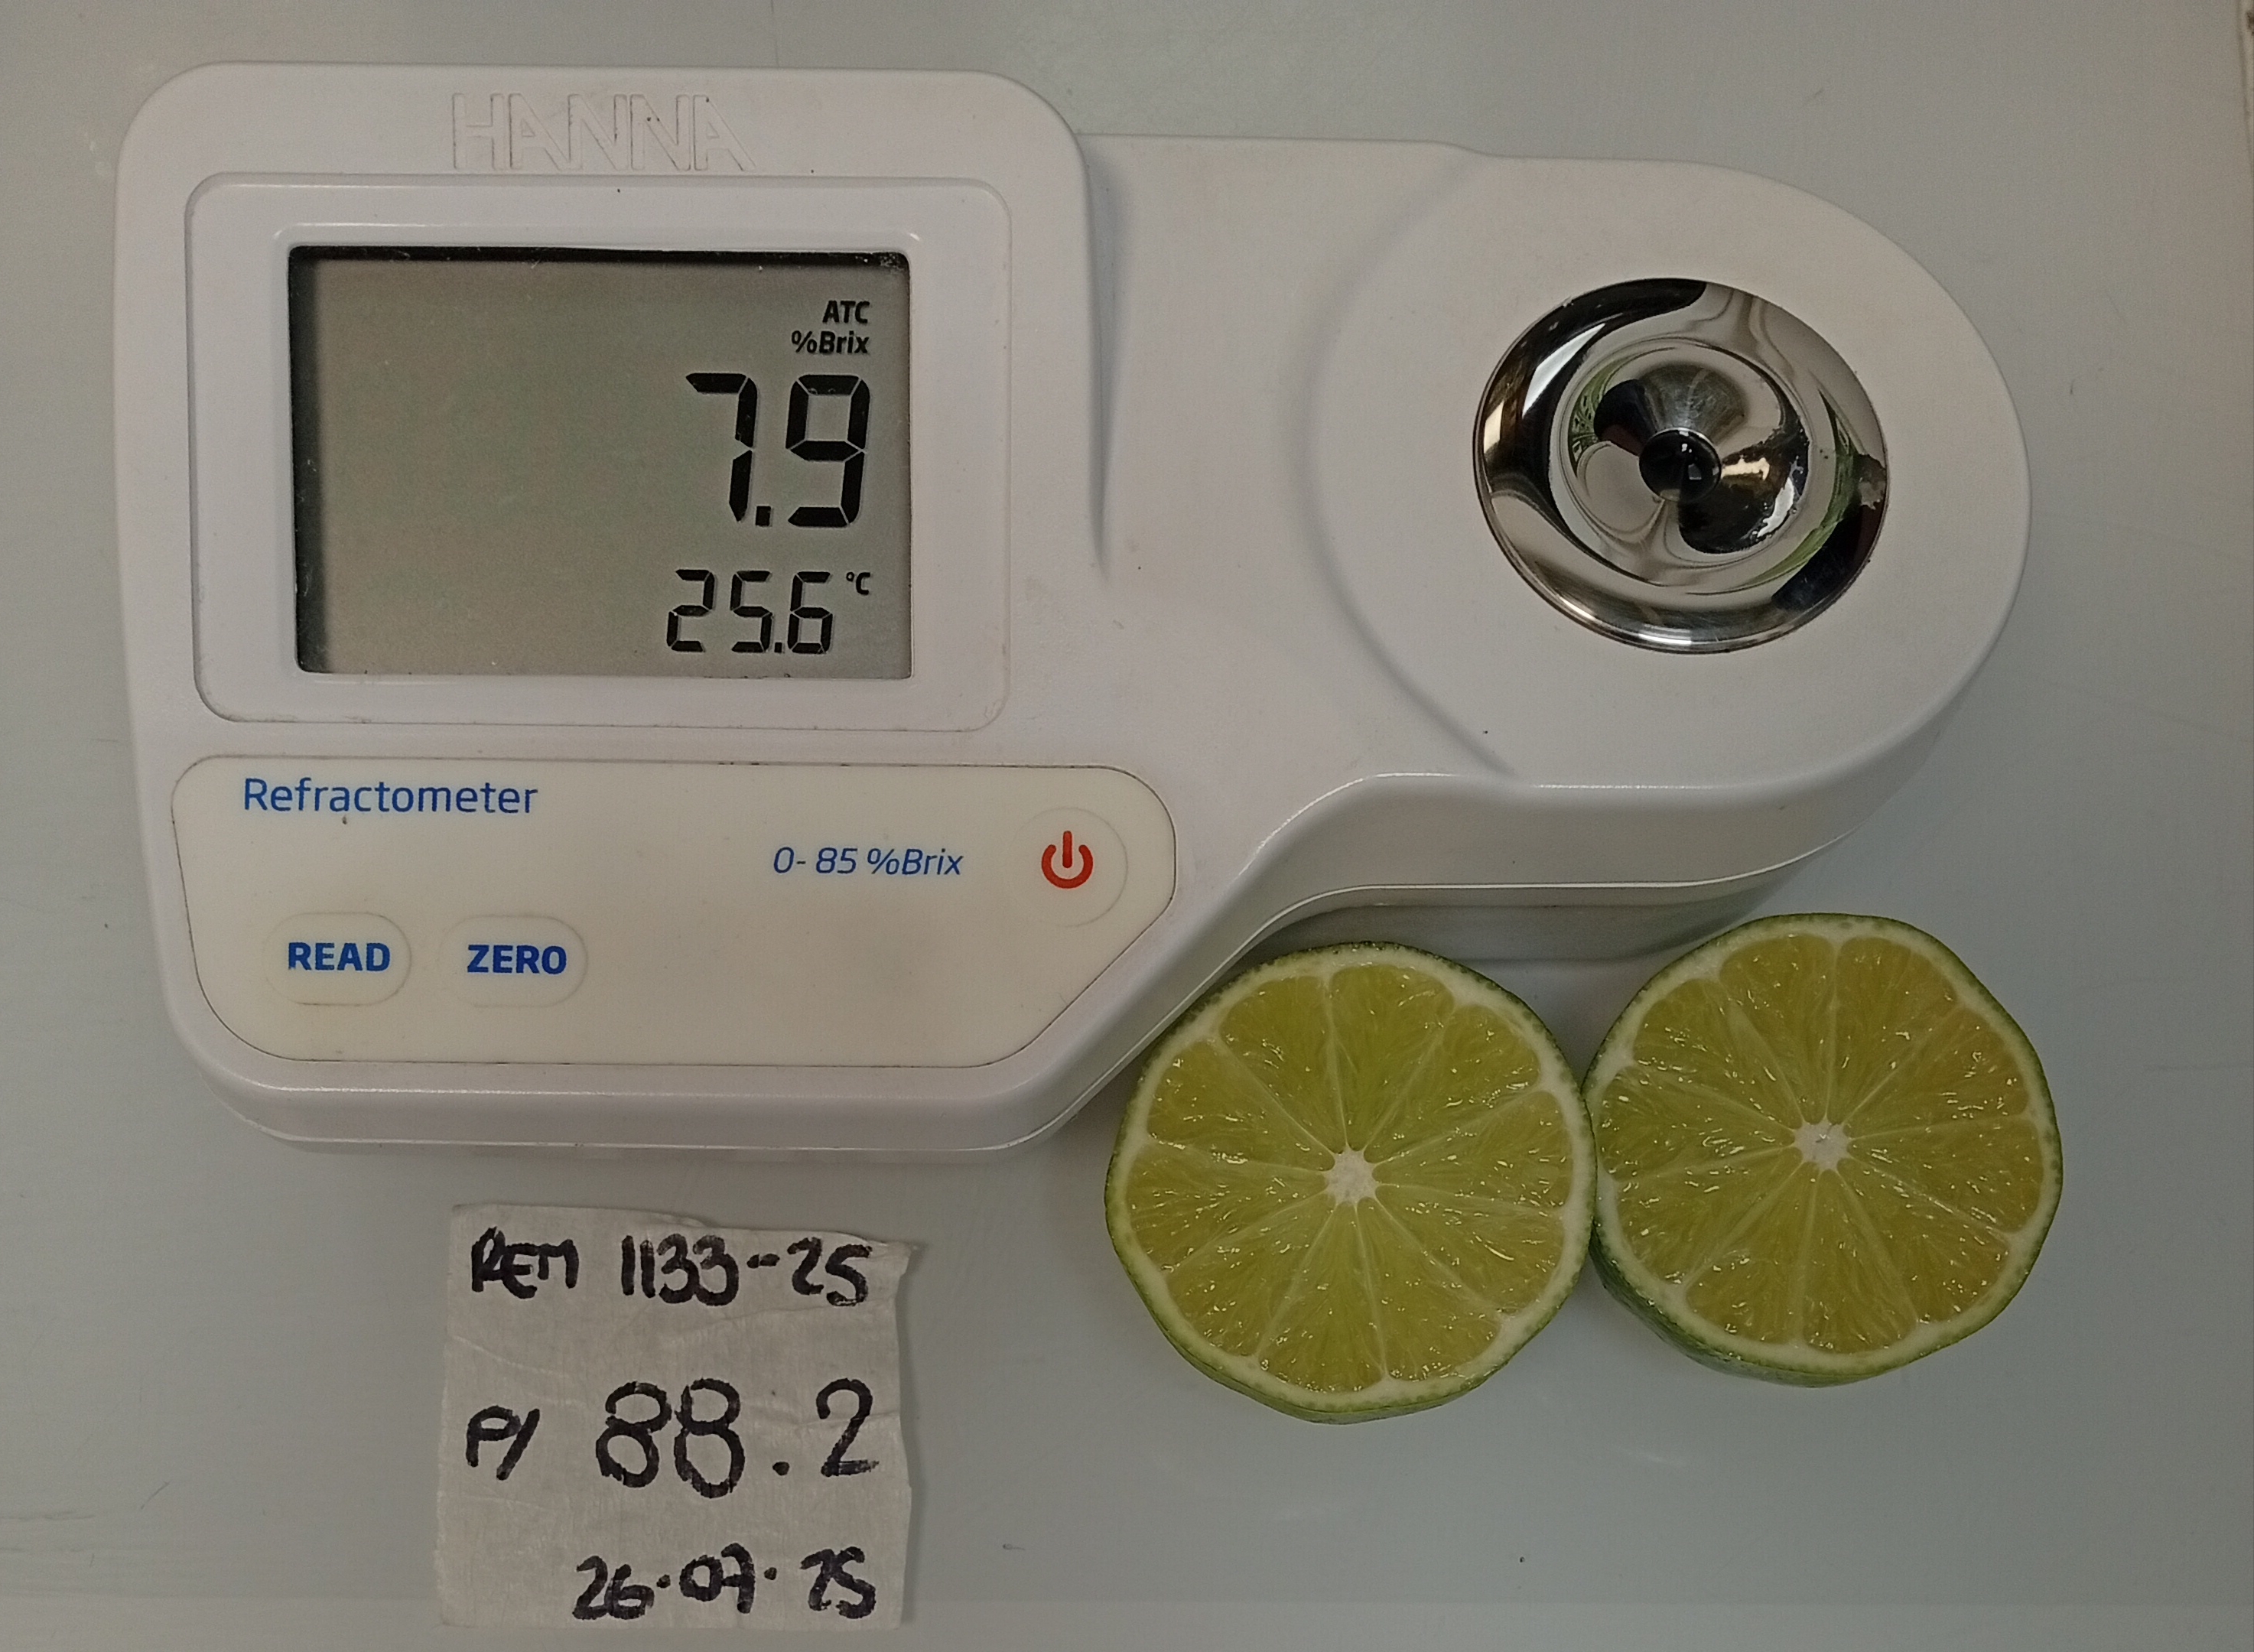 HANNA
ATC
%Brix
7.9
25.6 °C
Refractometer
0- 85 %Brix
READ ZERO
REM 1133-25
P/ 88.2
26.07.25